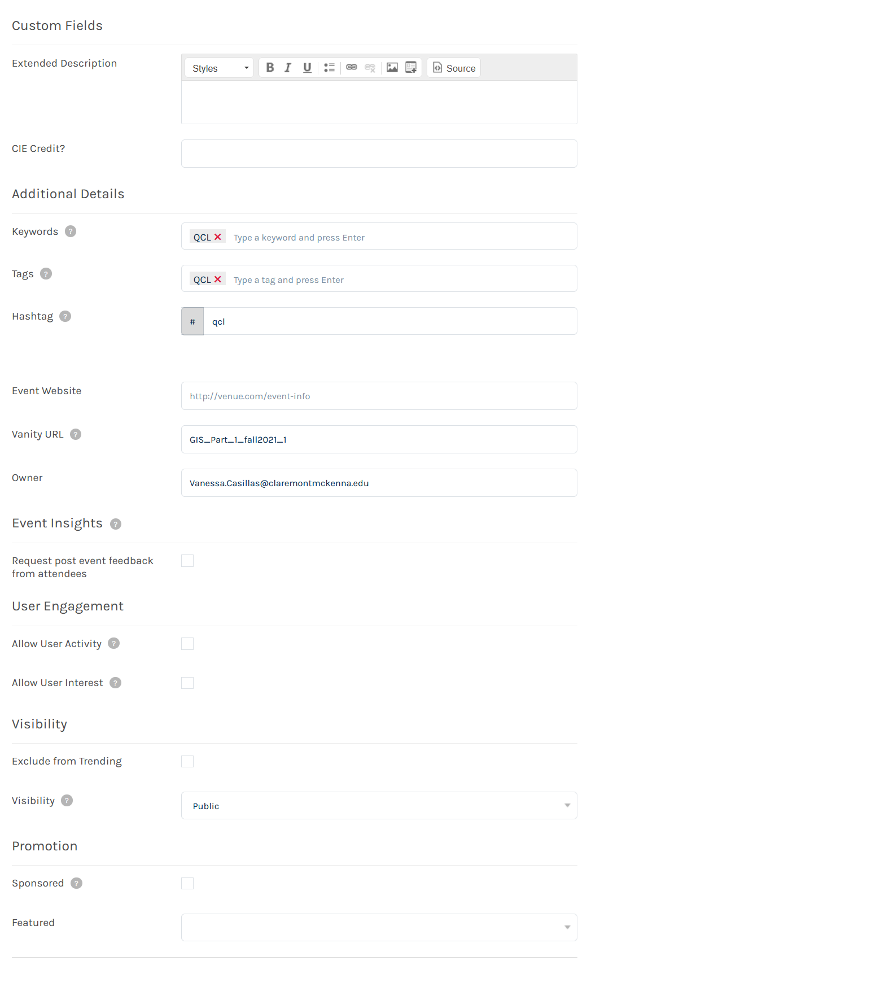 Custom Fields
Extended Description
Styles B I U Source
CIE Credit?
Additional Details
Keywords ? QCL Type a keyword and press Enter
Tags ? QCL Type a tag and press Enter
Hashtag ? # qcl
Event Website http://venue.com/event-info
Vanity URL ? GIS_Part_1_fall2021_1
Owner Vanessa.Casillas@claremontmckenna.edu
Event Insights ?
Request post event feedback
from attendees
User Engagement
Allow User Activity ?
Allow User Interest ?
Visibility
Exclude from Trending
Visibility ? Public
Promotion
Sponsored ?
Featured